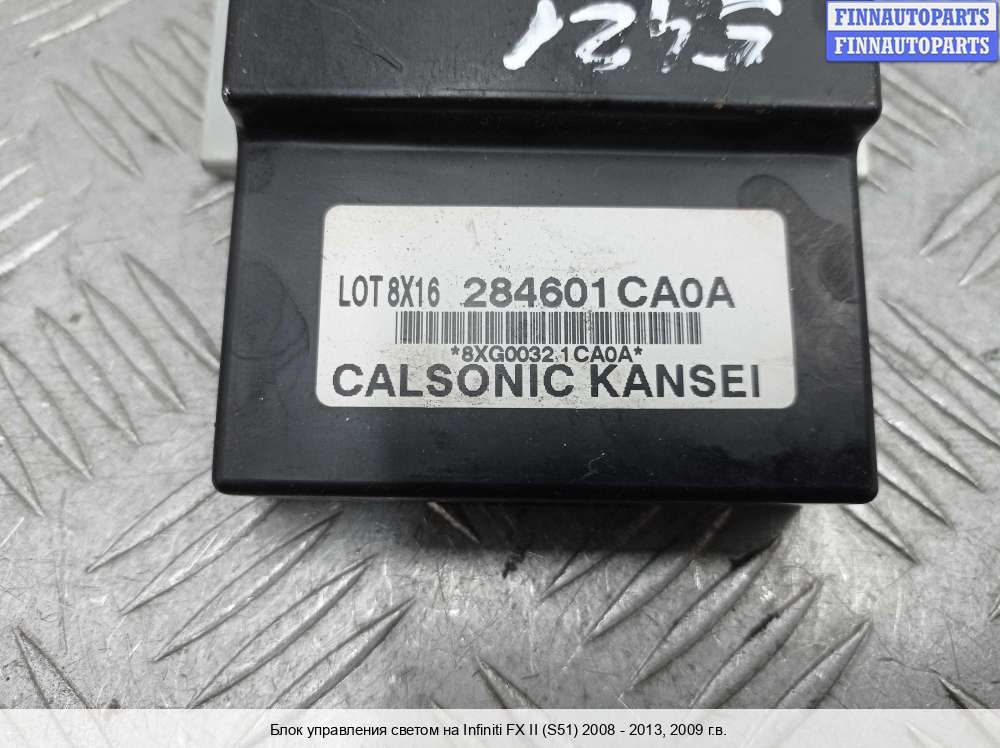 FINNAUTOPARTS
FINNAUTOPARTS
LOT 8X16 284601CA0A
*8XG0032 1CA0A*
CALSONIC KANSEI
Блок управления светом на Infiniti FX II (S51) 2008 - 2013, 2009 г.в.